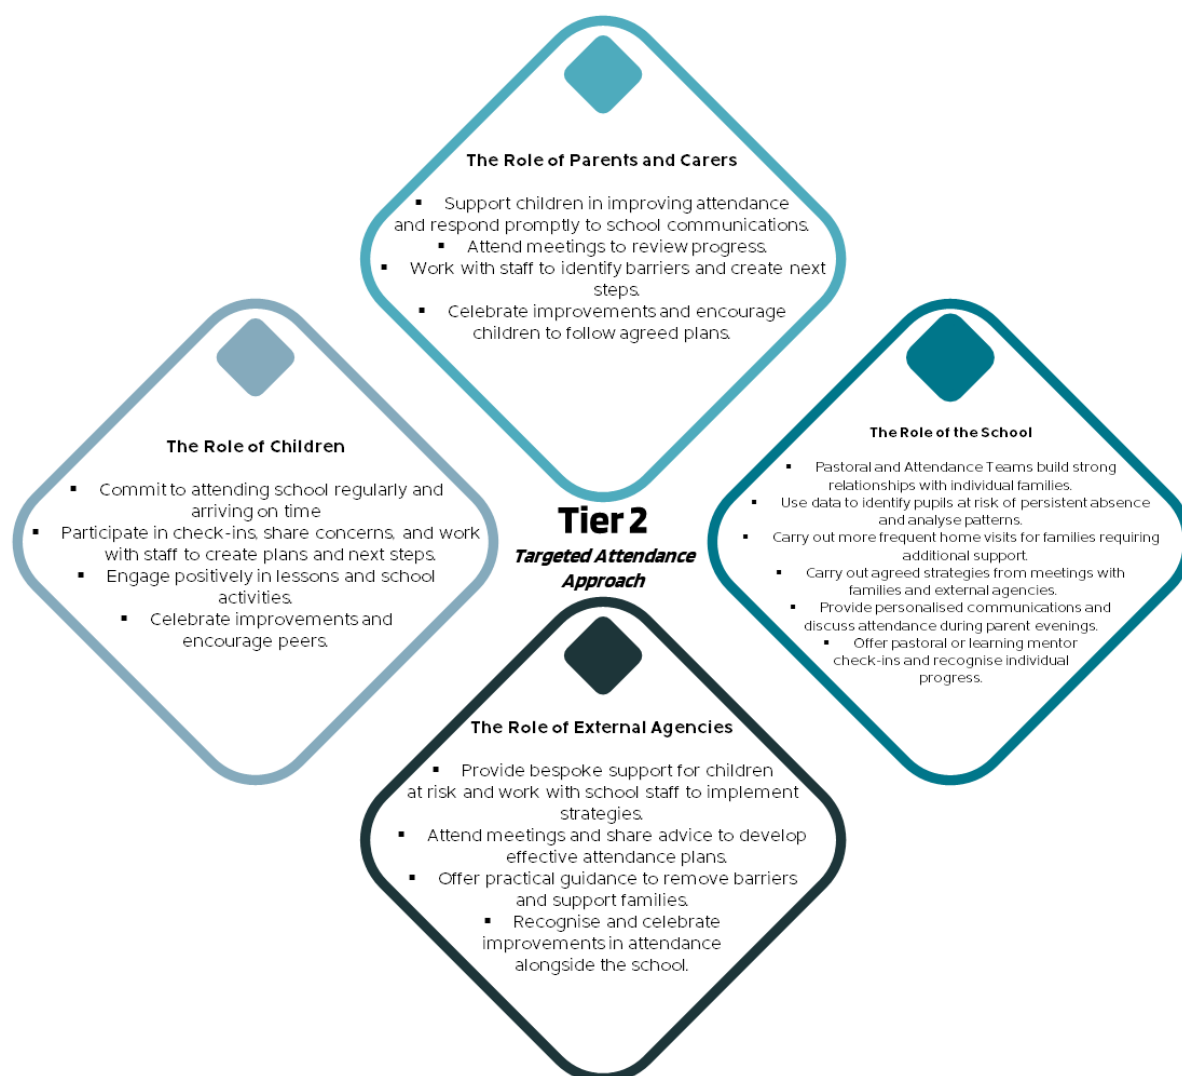 The Role of Parents and Carers
▪ Support children in improving attendance
and respond promptly to school communications.
▪ Attend meetings to review progress.
▪ Work with staff to identify barriers and create next
steps.
▪ Celebrate improvements and encourage
children to follow agreed plans.
The Role of Children
▪ Commit to attending school regularly and
arriving on time
▪ Participate in check-ins, share concerns, and work
with staff to create plans and next steps.
▪ Engage positively in lessons and school
activities.
▪ Celebrate improvements and
encourage peers.
Tier 2
Targeted Attendance
Approach
The Role of the School
▪ Pastoral and Attendance Teams build strong
relationships with individual families.
▪ Use data to identify pupils at risk of persistent absence
and analyse patterns.
▪ Carry out more frequent home visits for families requiring
additional support.
▪ Carry out agreed strategies from meetings with
families and external agencies.
▪ Provide personalised communications and
discuss attendance during parent evenings.
▪ Offer pastoral or learning mentor
check-ins and recognise individual
progress.
The Role of External Agencies
▪ Provide bespoke support for children
at risk and work with school staff to implement
strategies.
▪ Attend meetings and share advice to develop
effective attendance plans.
▪ Offer practical guidance to remove barriers
and support families.
▪ Recognise and celebrate
improvements in attendance
alongside the school.